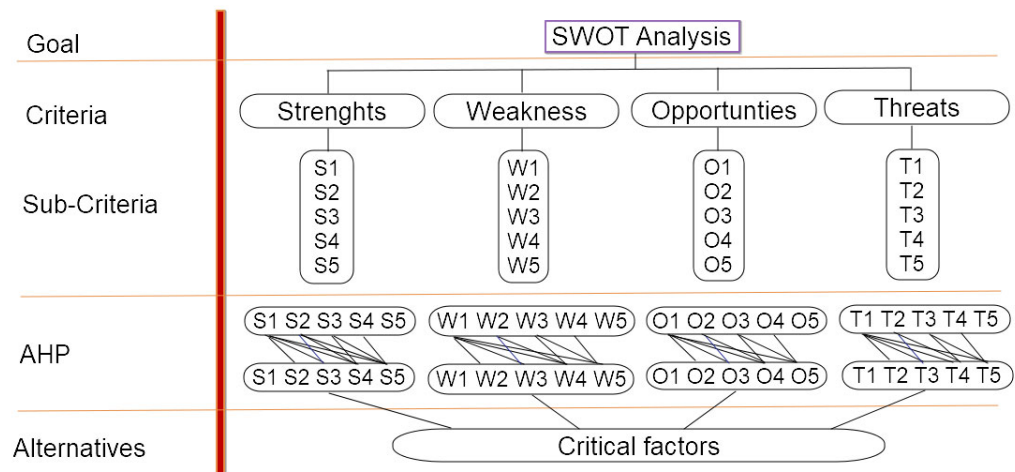 Goal
SWOT Analysis
Criteria
Strenghts
Weakness
Opportunties
Threats
Sub-Criteria
S1
S2
S3
S4
S5
W1
W2
W3
W4
W5
O1
O2
O3
O4
O5
T1
T2
T3
T4
T5
AHP
S1 S2 S3 S4 S5
W1 W2 W3 W4 W5
O1 O2 O3 O4 O5
T1 T2 T3 T4 T5
S1 S2 S3 S4 S5
W1 W2 W3 W4 W5
O1 O2 O3 O4 O5
T1 T2 T3 T4 T5
Alternatives
Critical factors